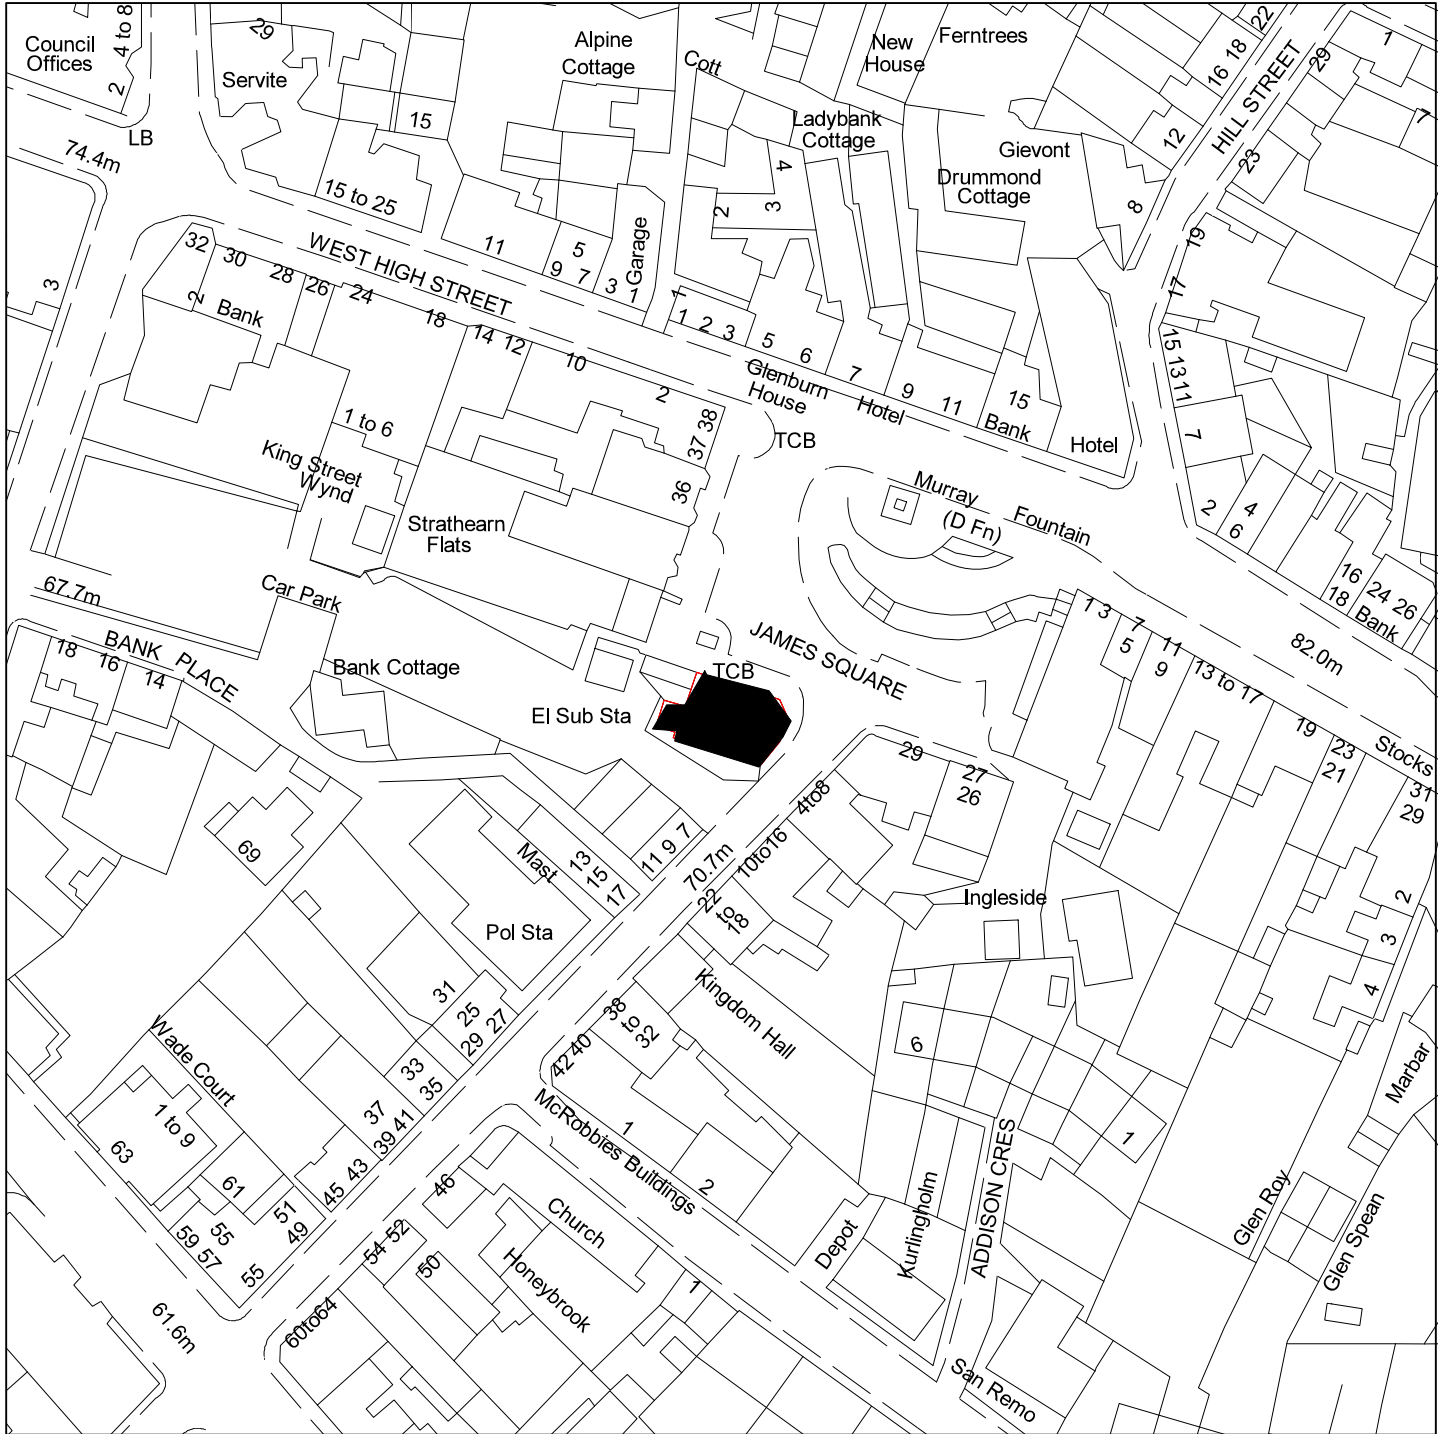 Council
Offices
4 to 8
2
LB
74.4m
29
Servite
15
15 to 25
Alpine
Cottage
Cott
New
House
Ferntrees
Ladybank
Cottage
Gievont
Drummond
Cottage
22
18
16
12
8
HILL STREET
29
1
7
23
19
17
15 13 11
7
2
4
6
3
32
30
28
26
24
18
14
12
10
2
2
Bank
WEST HIGH STREET
11
5
9
7
3
1
Garage
2
3
4
1
1
2
3
5
6
7
9
11
15
Glenburn
House
Hotel
Bank
Hotel
TCB
38
37
36
1 to 6
King Street
Wynd
Strathearn
Flats
Murray
Fountain
(D Fn)
16
18
24 26
Bank
82.0m
67.7m
Car Park
BANK PLACE
18
16
14
Bank Cottage
El Sub Sta
TCB
JAMES SQUARE
1 3
7
5
11
9
13 to 17
19
23
21
Stocks
31
29
29
27
26
4to8
10to16
70.7m
22
to
18
11 9 7
13
15
17
Mast
Pol Sta
69
Ingleside
2
3
4
Kingdom Hall
38
to
32
42 40
31
25
27
29
33
35
37
39 41
43
45
Wade Court
1 to 9
63
61
51
49
55
59 57
55
61.6m
6
1
ADDISON CRES
Marbar
McRobbies Buildings
1
2
46
Church
Honeybrook
54 52
50
60to64
1
Depot
Kurlingholm
Glen Roy
Glen Spean
San Remo